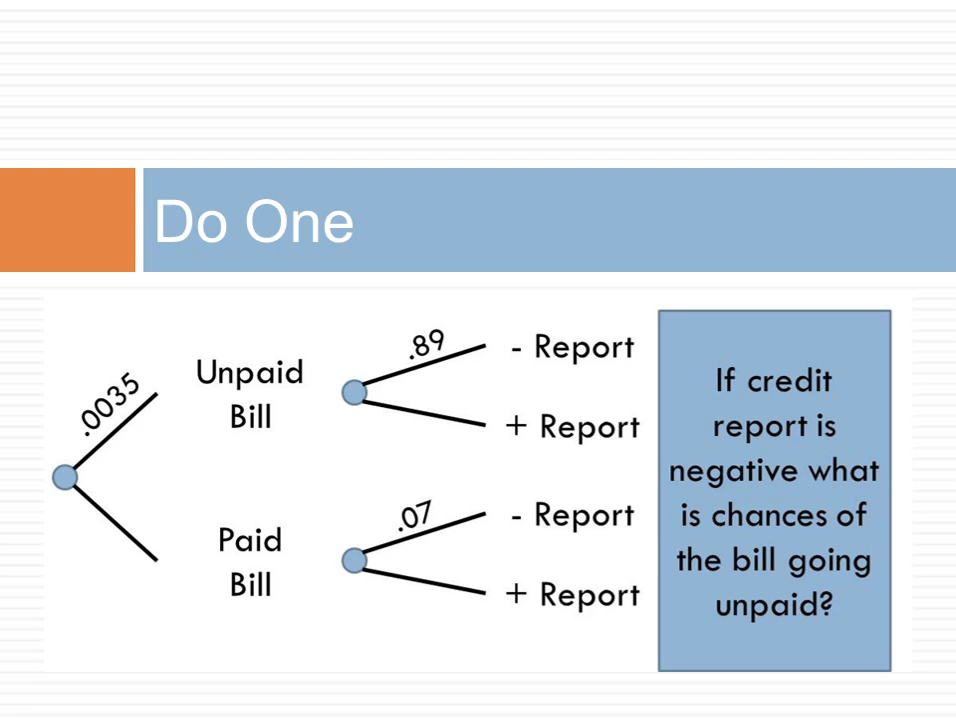 Do One
.0035
Unpaid
Bill
.89
- Report
+ Report
Paid
Bill
.07
- Report
+ Report
If credit
report is
negative what
is chances of
the bill going
unpaid?